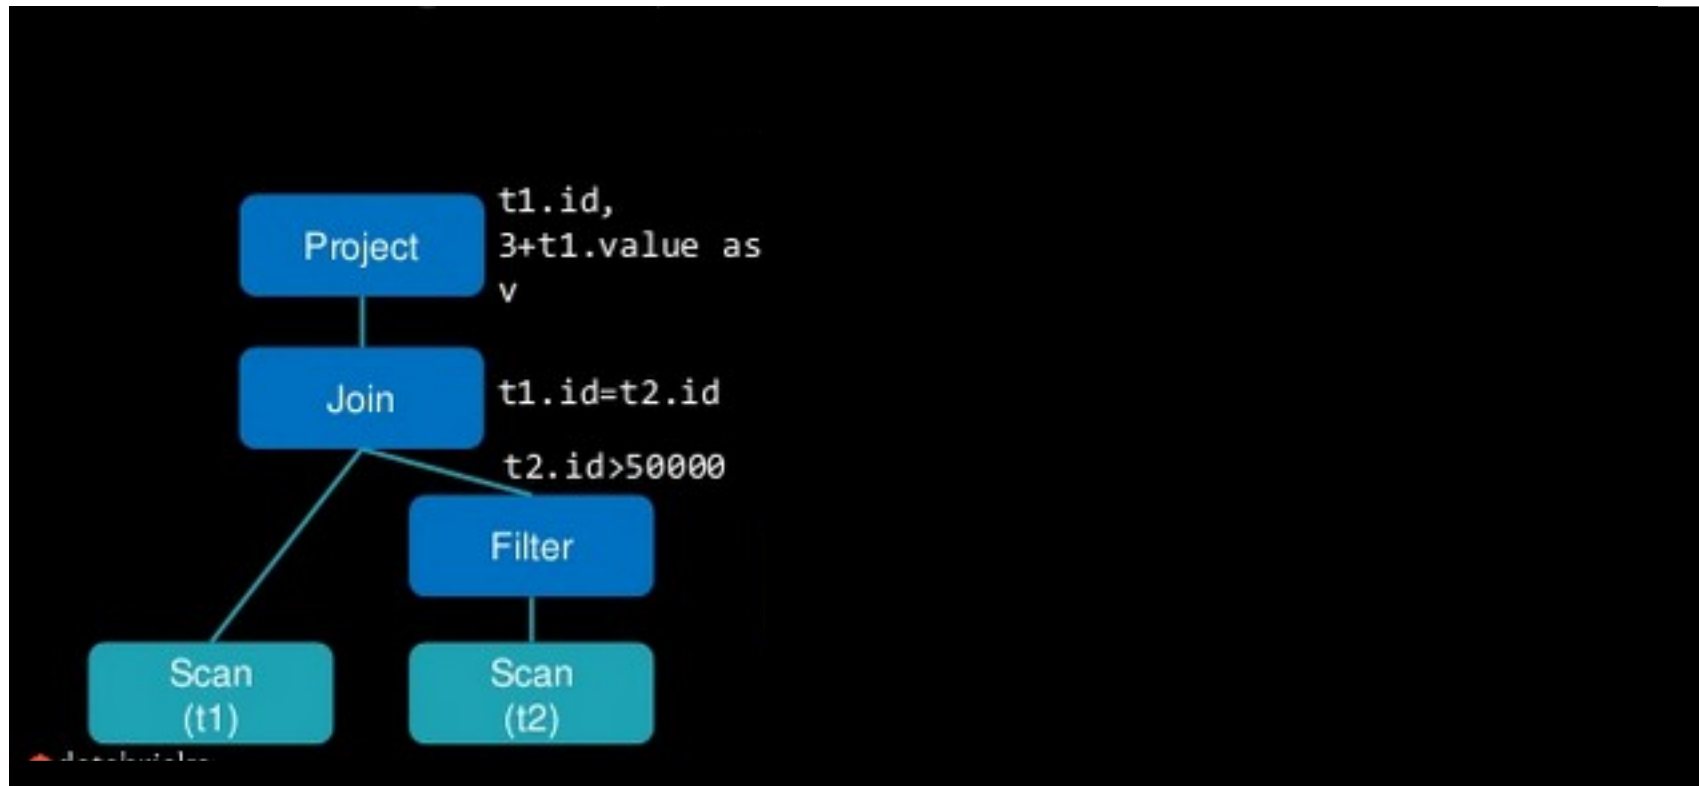 Project
t1.id,
3+t1.value as
v
Join
t1.id=t2.id
t2.id>50000
Filter
Scan
(t1)
Scan
(t2)